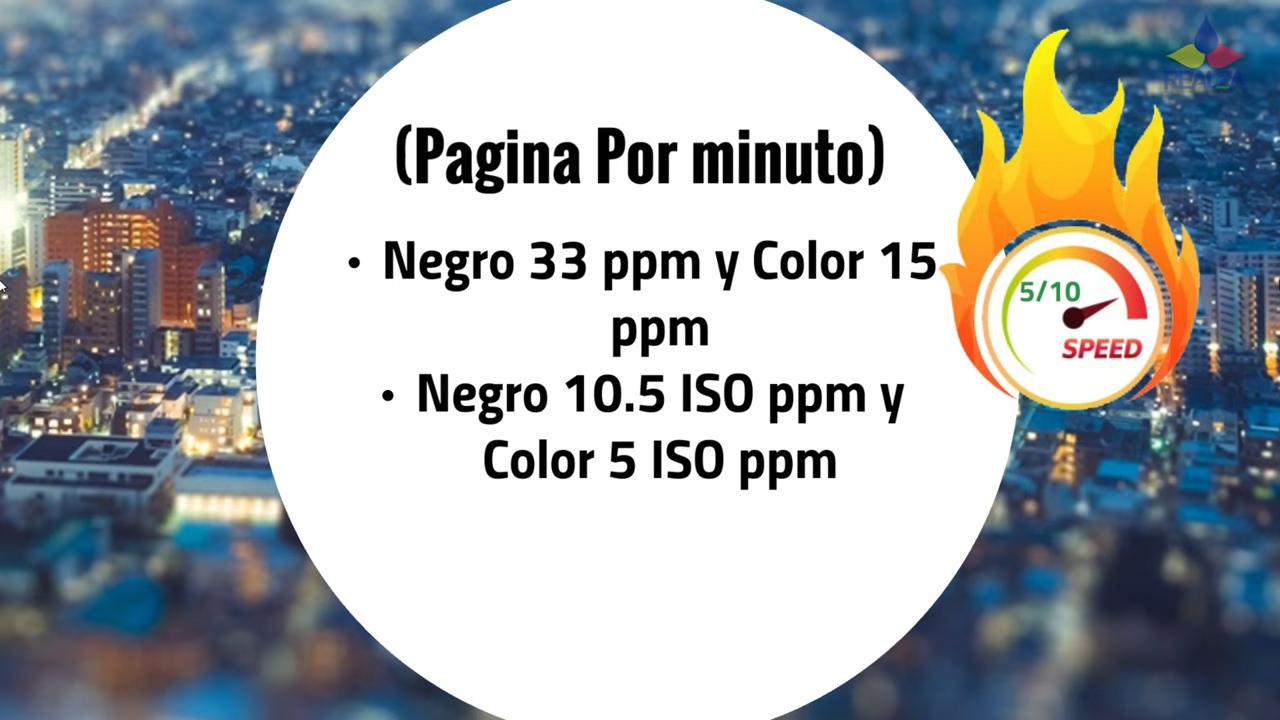 (Pagina Por minuto)
• Negro 33 ppm y Color 15
ppm
• Negro 10.5 ISO ppm y
Color 5 ISO ppm
5/10
SPEED